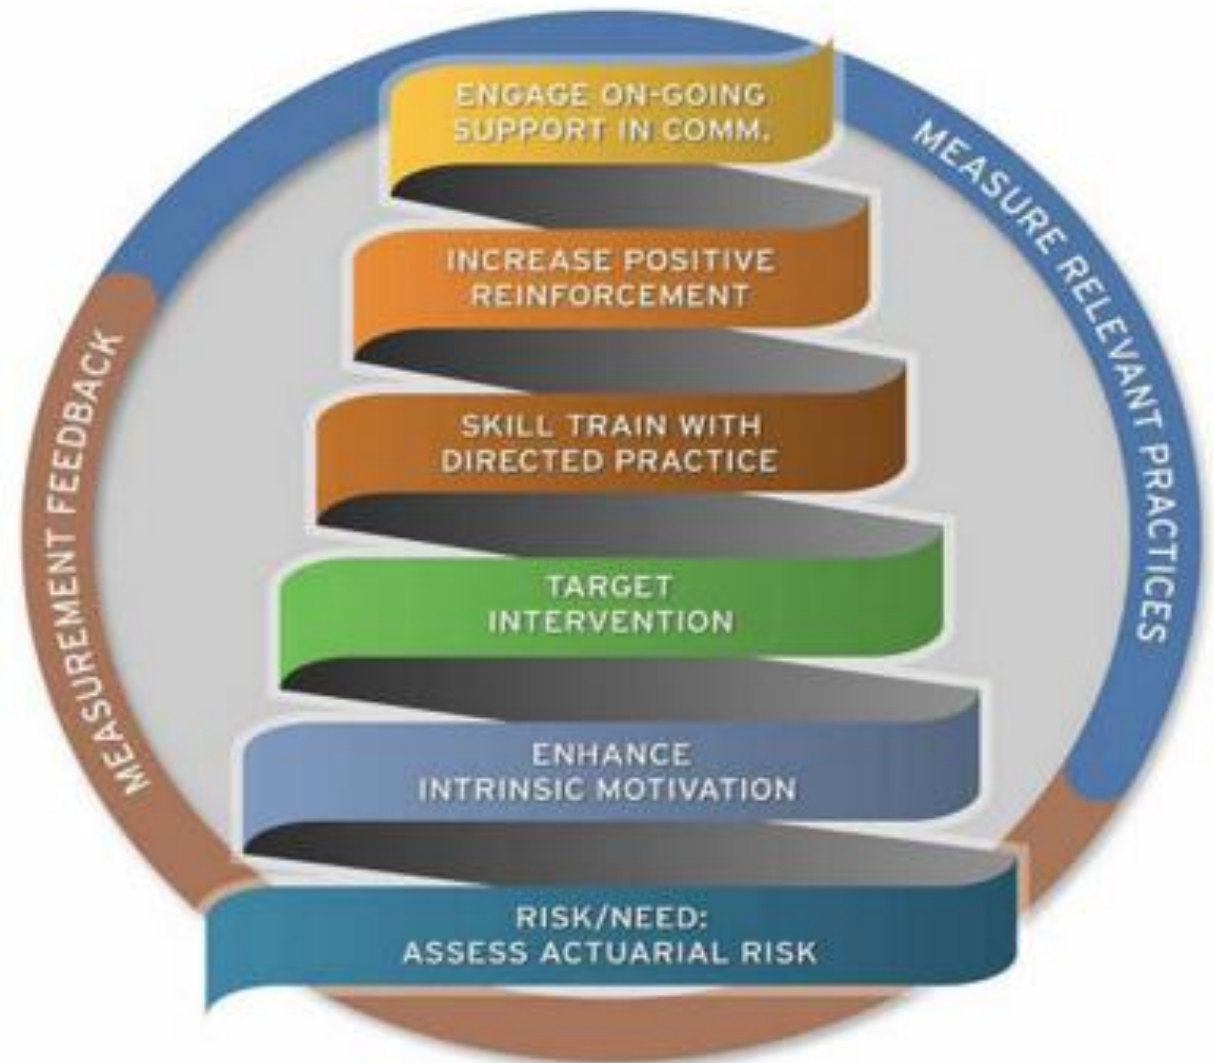 ENGAGE ON-GOING
SUPPORT IN COMM.
INCREASE POSITIVE
REINFORCEMENT
SKILL TRAIN WITH
DIRECTED PRACTICE
TARGET
INTERVENTION
ENHANCE
INTRINSIC MOTIVATION
RISK/NEED:
ASSESS ACTUARIAL RISK
MEASUREMENT FEEDBACK
MEASURE RELEVANT PRACTICES